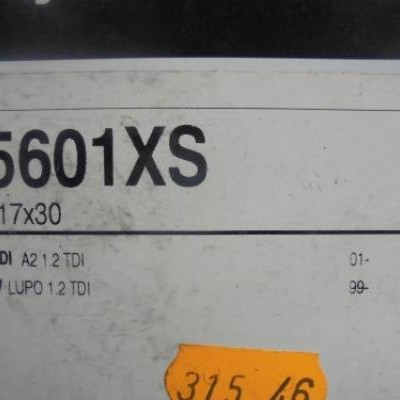 5601XS
17x30
DI A2 1.2 TDI 01-
LUPO 1.2 TDI 99-
315 46